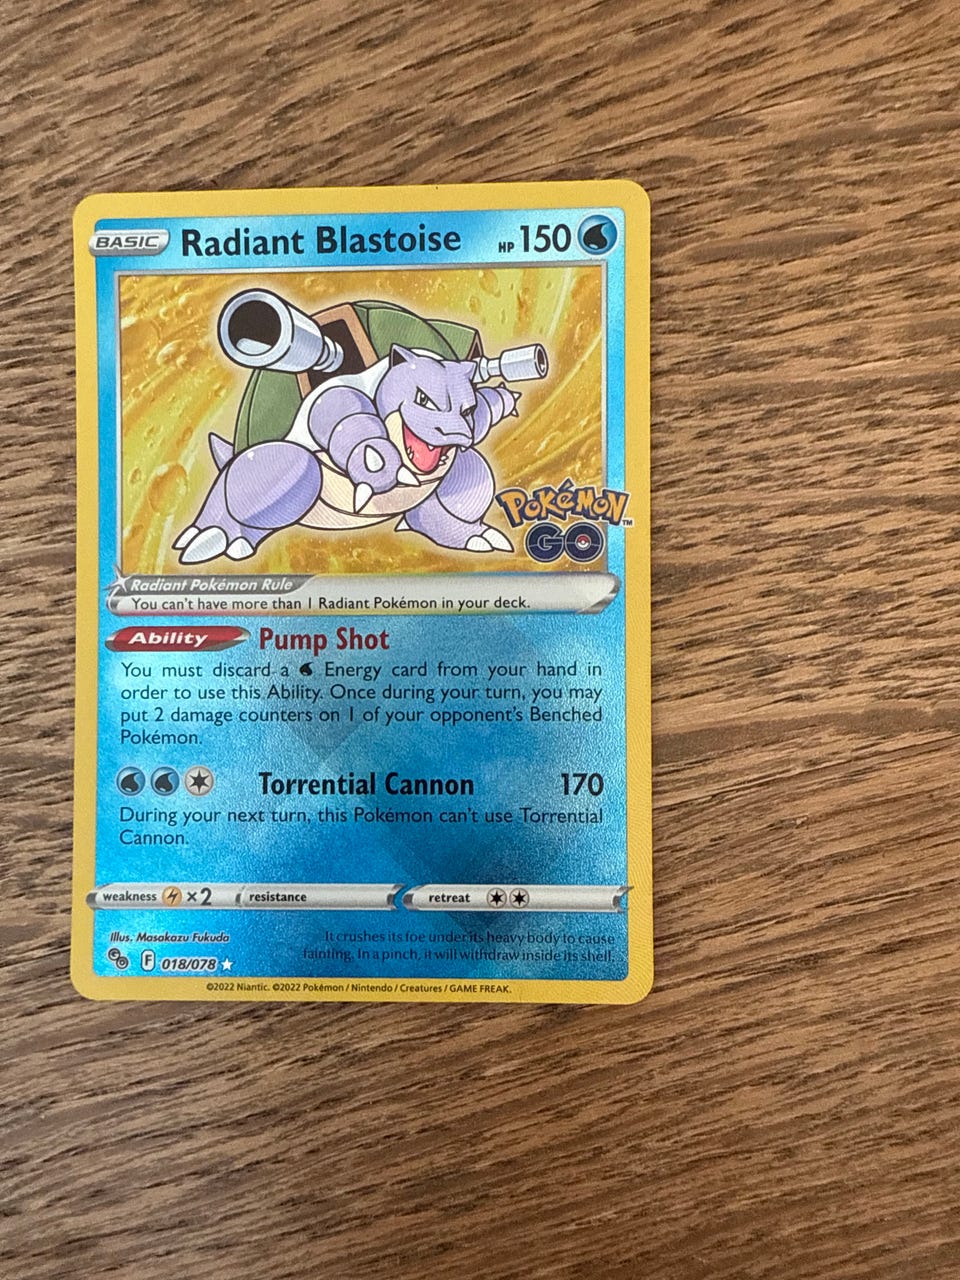 BASIC Radiant Blastoise HP 150
POKÉMON™
GO
Radiant Pokémon Rule
You can't have more than 1 Radiant Pokémon in your deck.
Ability Pump Shot
You must discard a Energy card from your hand in
order to use this Ability. Once during your turn, you may
put 2 damage counters on 1 of your opponent's Benched
Pokémon.
Torrential Cannon 170
During your next turn, this Pokémon can't use Torrential
Cannon.
weakness ×2 resistance retreat
Illus. Masakazu Fukuda
It crushes its foe under its heavy body to cause
fainting. In a pinch, it will withdraw inside its shell.
GO F 018/078
©2022 Niantic. ©2022 Pokémon / Nintendo / Creatures / GAME FREAK.